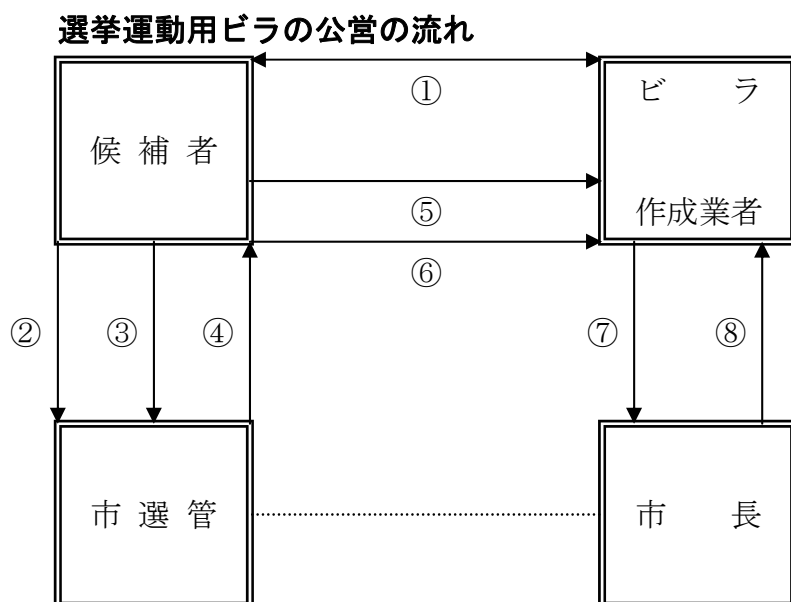 選挙運動用ビラの公営の流れ
候 補 者
ビ ラ
作成業者
①
⑤
⑥
②
③
④
⑦
⑧
市 選 管
市 長